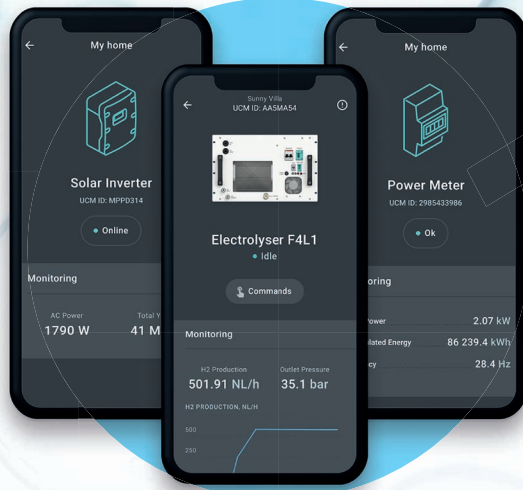 My home
Solar Inverter
UCM ID: MPPD314
Online
Monitoring
AC Power
Total Y
1790 W
41 M
Sunny Villa
UCM ID: AA5MA54
Electrolyser F4L1
Idle
Commands
Monitoring
H2 Production
Outlet Pressure
501.91 NL/h
35.1 bar
H2 PRODUCTION, NL/H
500
250
My home
Power Meter
UCM ID: 2985433986
Ok
oring
ower
2.07 kW
ulated Energy
86 239.4 kWh
cy
28.4 Hz